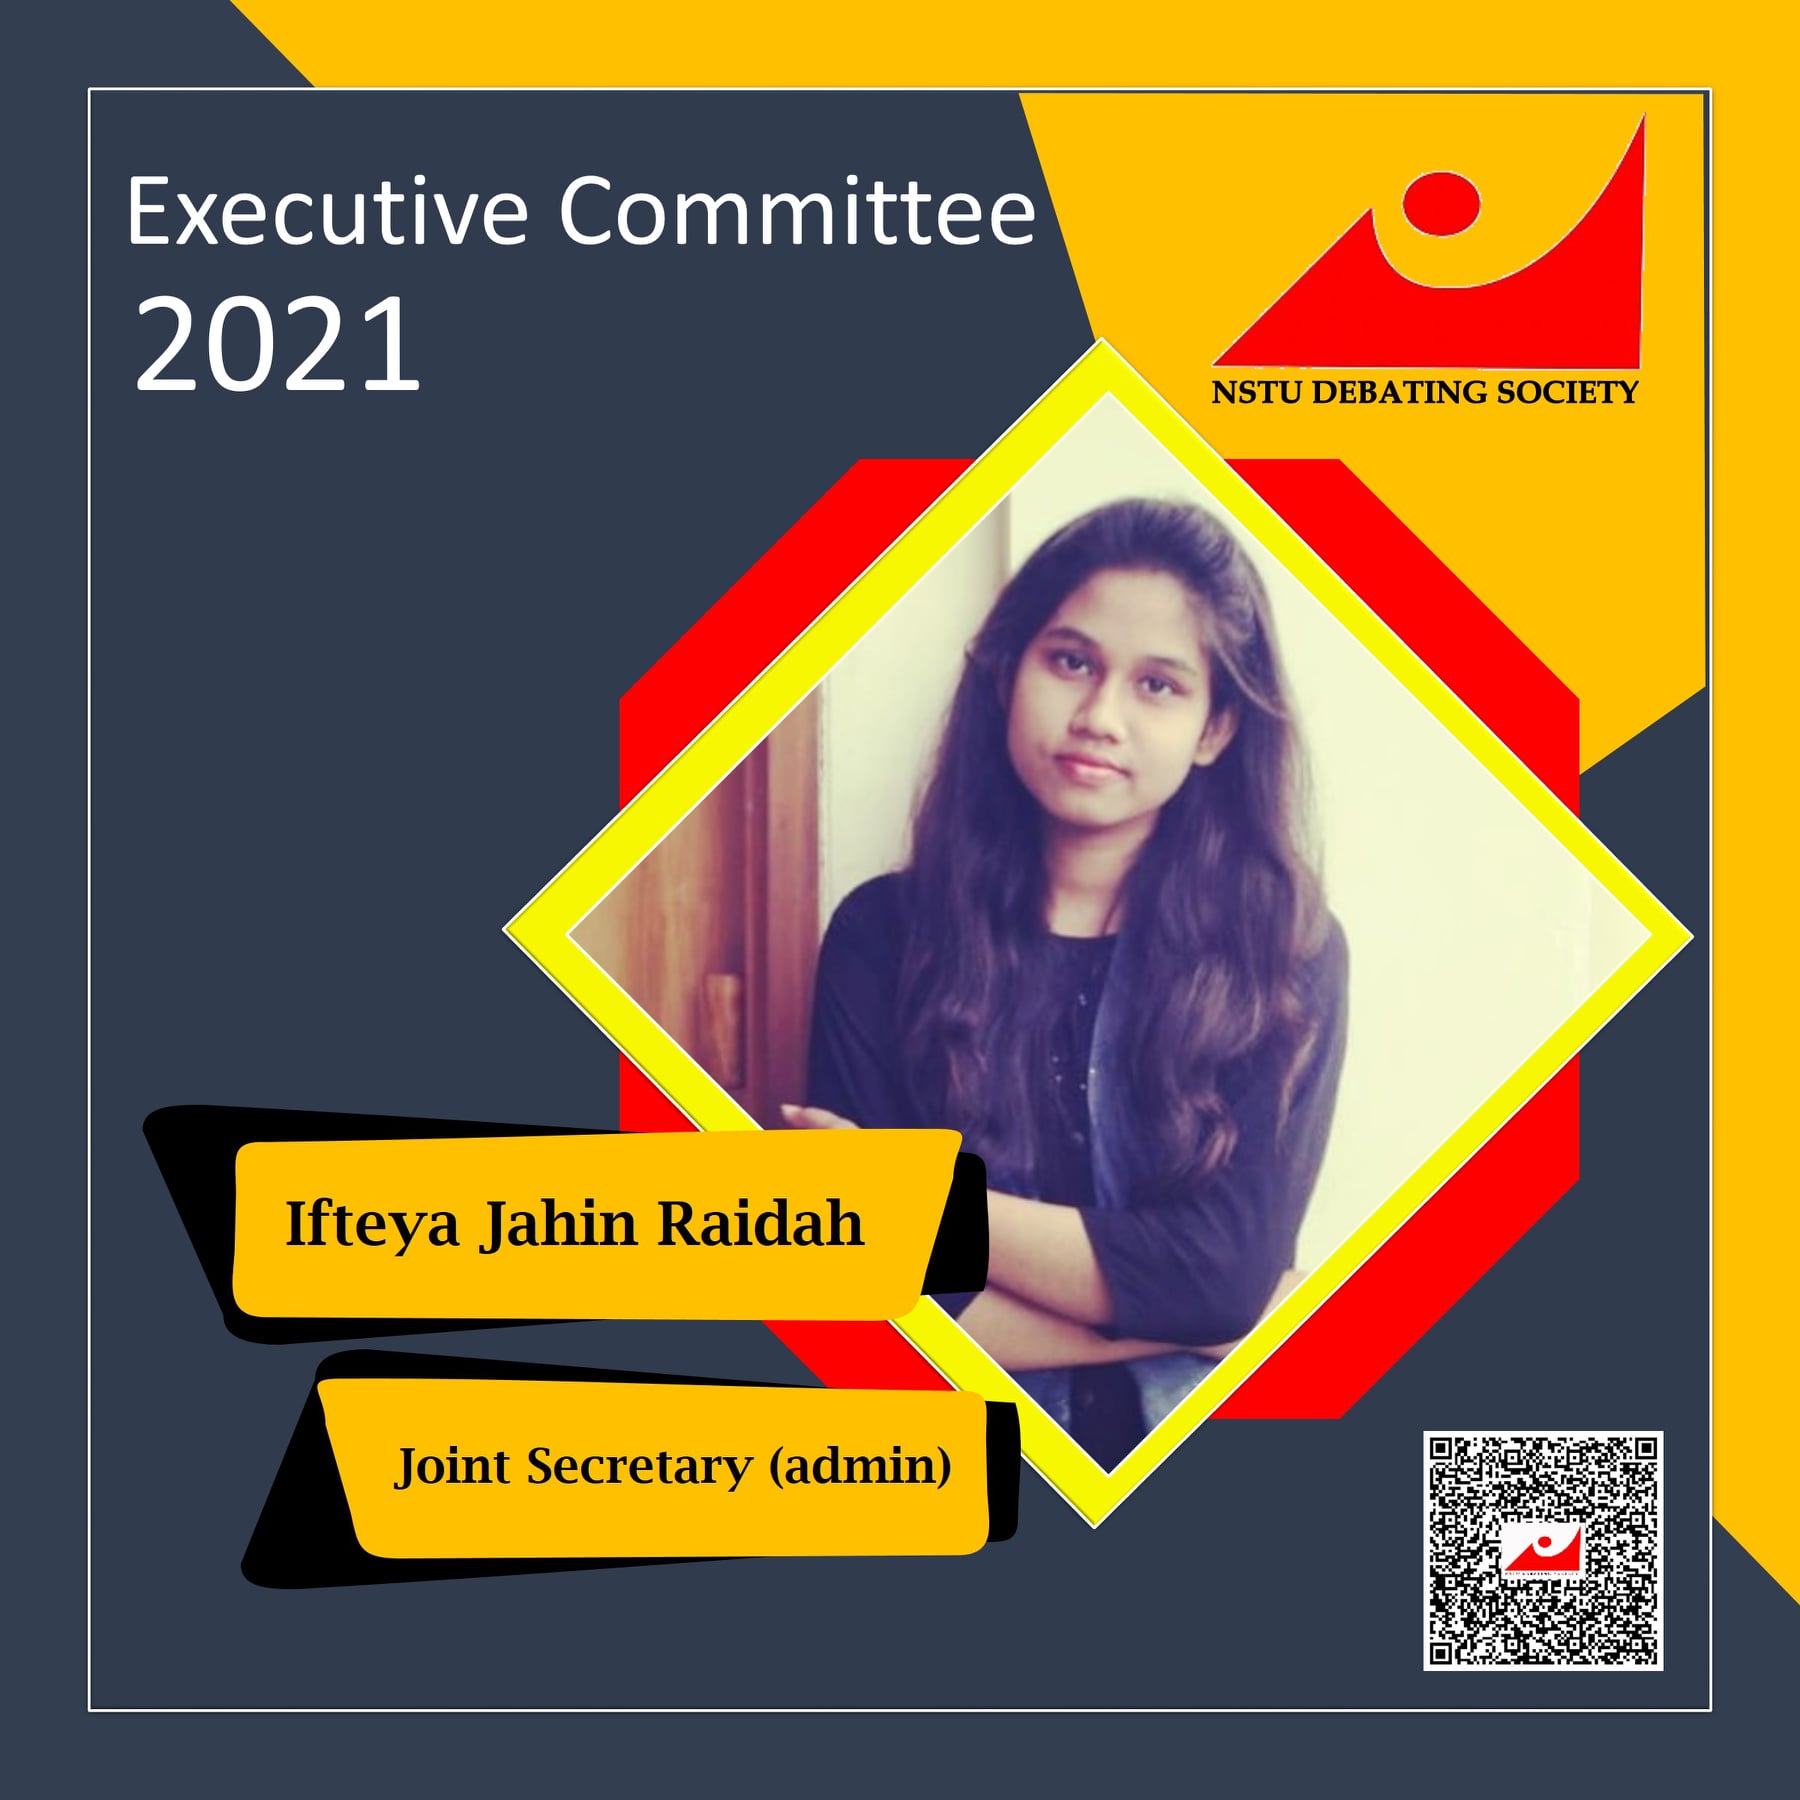 Executive Committee
2021
NSTU DEBATING SOCIETY
Ifteya Jahin Raidah
Joint Secretary (admin)